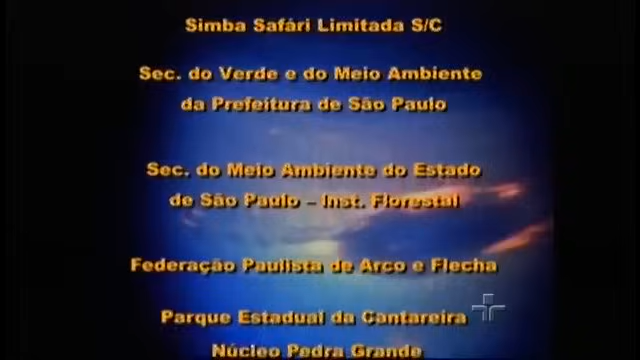 Simba Safári Limitada S/C
Sec. do Verde e do Meio Ambiente
da Prefeitura de São Paulo
Sec. do Meio Ambiente do Estado
de São Paulo – Inst. Florestal
Federação Paulista de Arco e Flecha
Parque Estadual da Cantareira
Núcleo Pedra Grande